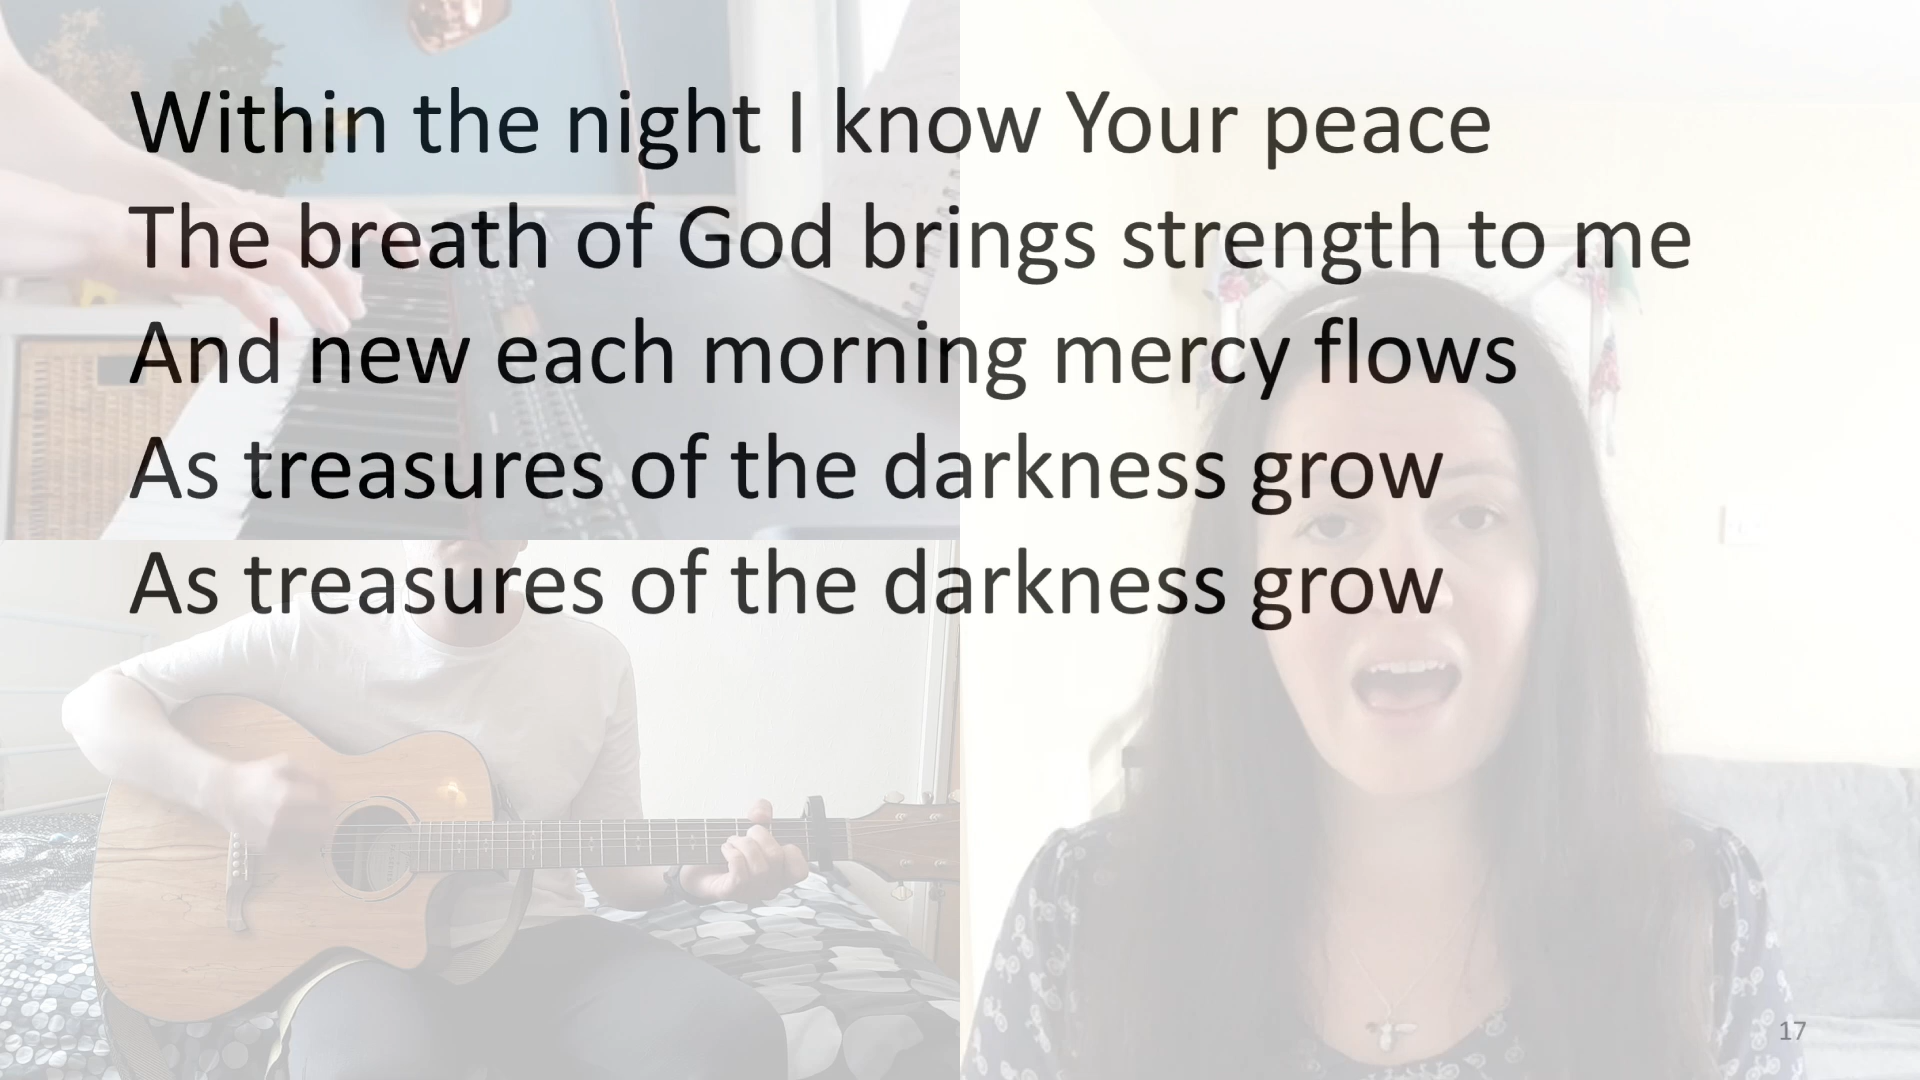 Within the night I know Your peace
The breath of God brings strength to me
And new each morning mercy flows
As treasures of the darkness grow
As treasures of the darkness grow
17